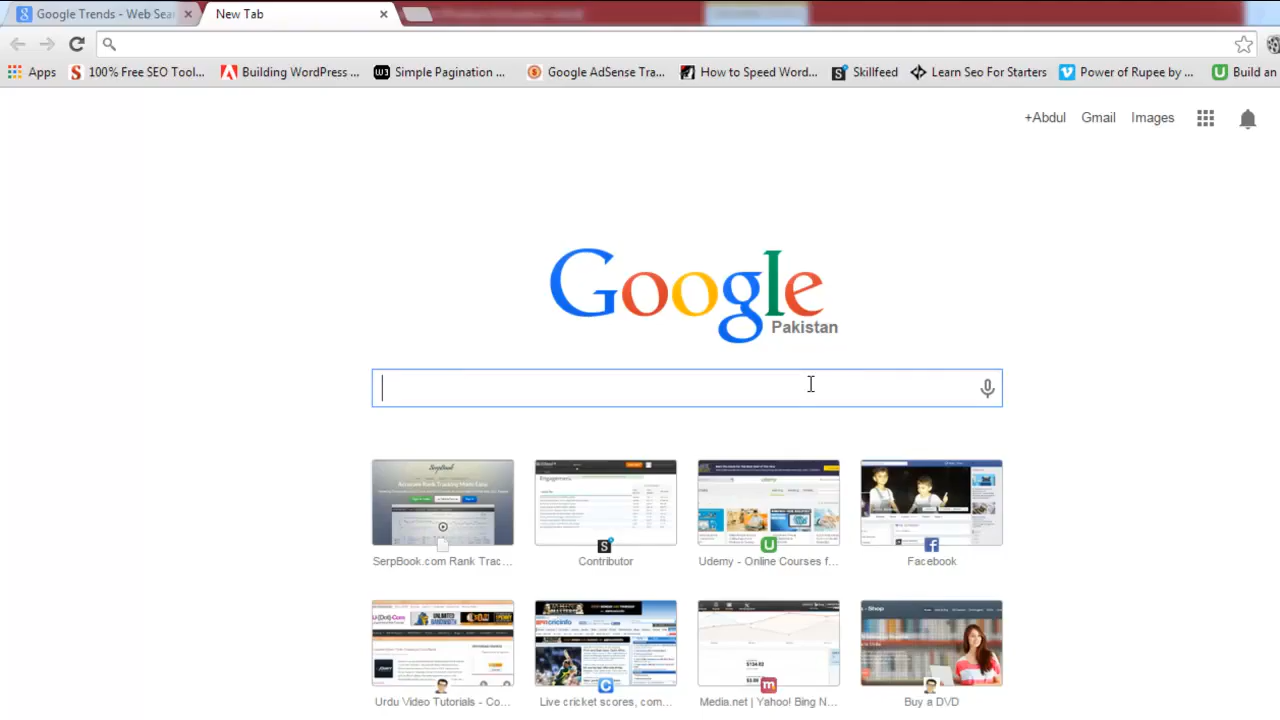 Google Trends - Web Sear
New Tab
Apps
100% Free SEO Tool...
Building WordPress ...
Simple Pagination ...
Google AdSense Tra...
How to Speed Word...
Skillfeed
Learn Seo For Starters
Power of Rupee by ...
Build an
+Abdul
Gmail
Images
Google
Pakistan
SerpBook.com Rank Trac...
Contributor
Udemy - Online Courses f...
Facebook
Urdu Video Tutorials - Co...
Live cricket scores, com...
Media.net | Yahoo! Bing N...
Buy a DVD